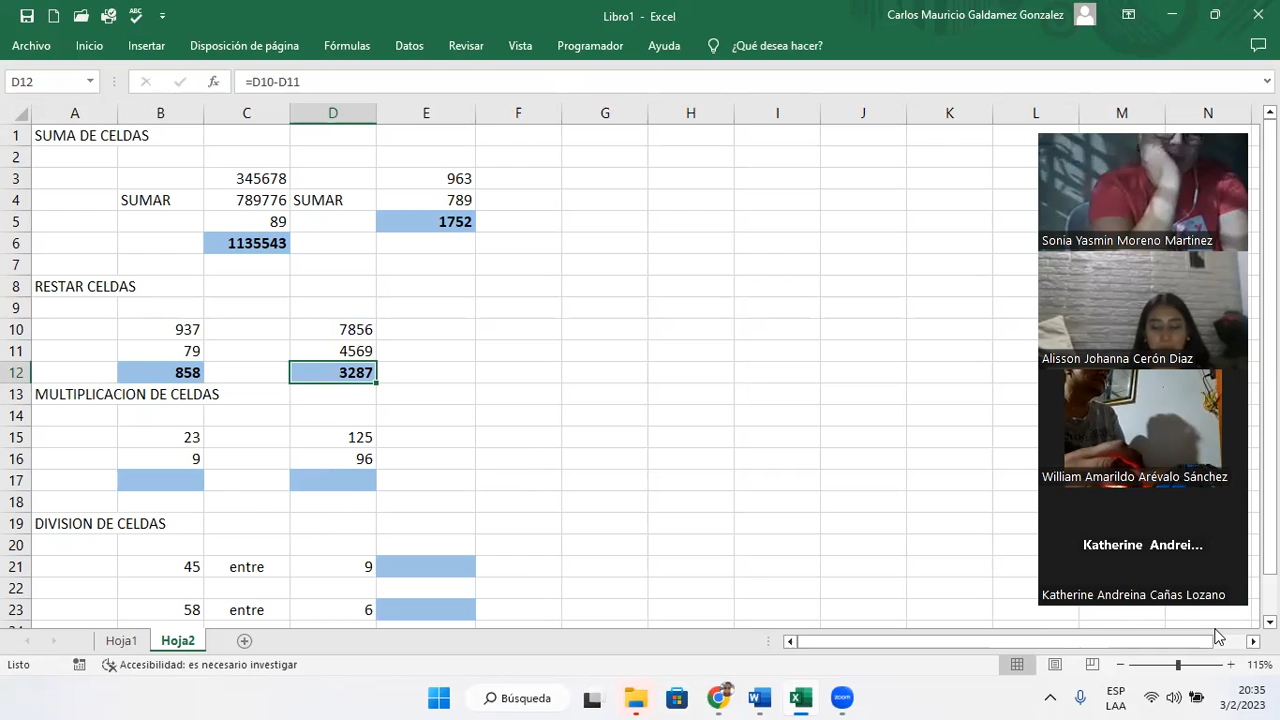 Libro1 - Excel
Carlos Mauricio Galdamez Gonzalez
Archivo Inicio Insertar Disposición de página Fórmulas Datos Revisar Vista Programador Ayuda ¿Qué desea hacer?
D12 fx =D10-D11
A B C D E F G H I J K L M N
1 SUMA DE CELDAS
2
3 345678 963
4 SUMAR 789776 SUMAR 789
5 89 1752
6 1135543
7
8 RESTAR CELDAS
9
10 937 7856
11 79 4569
12 858 3287
13 MULTIPLICACION DE CELDAS
14
15 23 125
16 9 96
17
18
19 DIVISION DE CELDAS
20
21 45 entre 9
22
23 58 entre 6
Sonia Yasmin Moreno Martinez
Alisson Johanna Cerón Diaz
William Amarildo Arévalo Sánchez
Katherine Andrei...
Katherine Andreina Cañas Lozano
Hoja1 Hoja2
Listo Accesibilidad: es necesario investigar 115%
Búsqueda
zoom
ESP
LAA
20:35
3/2/2023